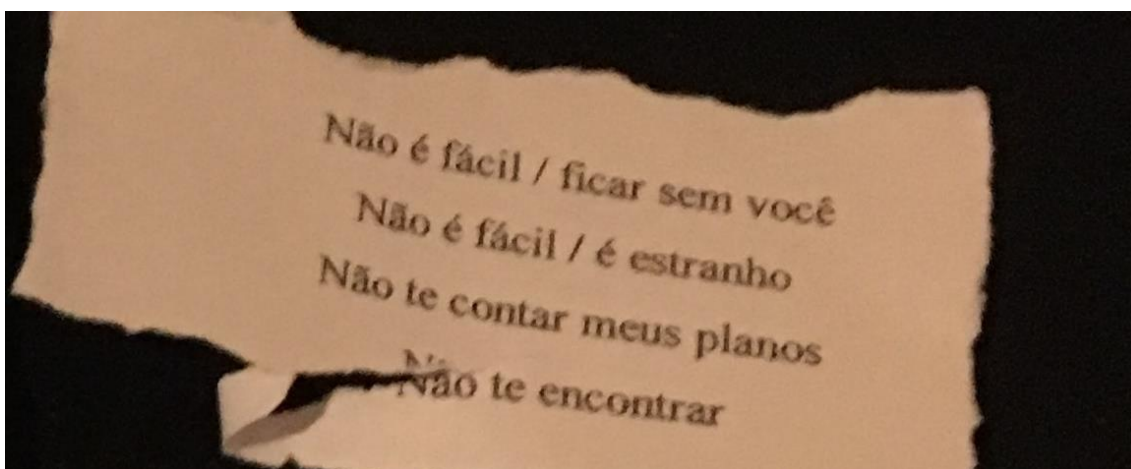 Não é fácil / ficar sem você
Não é fácil / é estranho
Não te contar meus planos
Não te encontrar